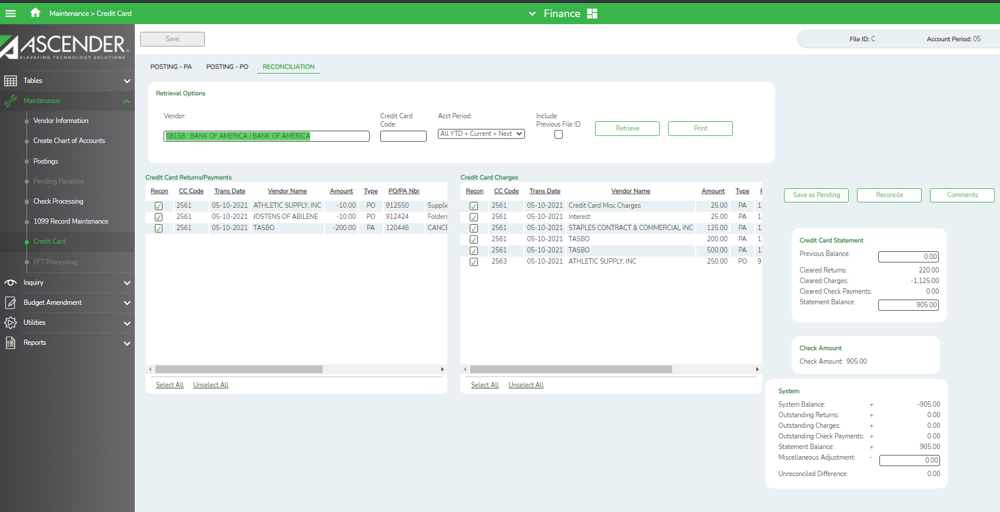 Maintenance > Credit Card
Finance
ASCENDER
ELEVATING TECHNOLOGY SOLUTIONS
Save
File ID: C
Account Period: 05
Tables
Maintenance
Vendor Information
Create Chart of Accounts
Postings
Pending Payables
Check Processing
1099 Record Maintenance
Credit Card
EFT Processing
Inquiry
Budget Amendment
Utilities
Reports
POSTING - PA POSTING - PO RECONCILIATION
Retrieval Options
Vendor:
08158 : BANK OF AMERICA / BANK OF AMERICA
Credit Card
Code:
Acct Period:
All YTD + Current + Next
Include
Previous File ID
Retrieve
Print
Credit Card Returns/Payments
Recon CC Code Trans Date Vendor Name Amount Type PO/PA Nbr
2561 05-10-2021 ATHLETIC SUPPLY, INC -10.00 PO 912550 Supplie
2561 05-10-2021 JOSTENS OF ABILENE -10.00 PO 912424 Folders
2561 05-10-2021 TASBO -200.00 PA 120446 CANCE
Select All Unselect All
Credit Card Charges
Recon CC Code Trans Date Vendor Name Amount Type
2561 05-10-2021 Credit Card Misc Charges 25.00 PA
2561 05-10-2021 Interest 25.00 PA
2561 05-10-2021 STAPLES CONTRACT & COMMERCIAL INC 125.00 PA
2561 05-10-2021 TASBO 200.00 PA
2561 05-10-2021 TASBO 500.00 PA
2563 05-10-2021 ATHLETIC SUPPLY, INC 250.00 PO 9
Select All Unselect All
Save as Pending
Reconcile
Comments
Credit Card Statement
Previous Balance: 0.00
Cleared Returns: 220.00
Cleared Charges: -1,125.00
Cleared Check Payments: 0.00
Statement Balance: 905.00
Check Amount
Check Amount: 905.00
System
System Balance: + -905.00
Outstanding Returns: + 0.00
Outstanding Charges: + 0.00
Outstanding Check Payments: + 0.00
Statement Balance: + 905.00
Miscellaneous Adjustment: - 0.00
Unreconciled Difference: 0.00